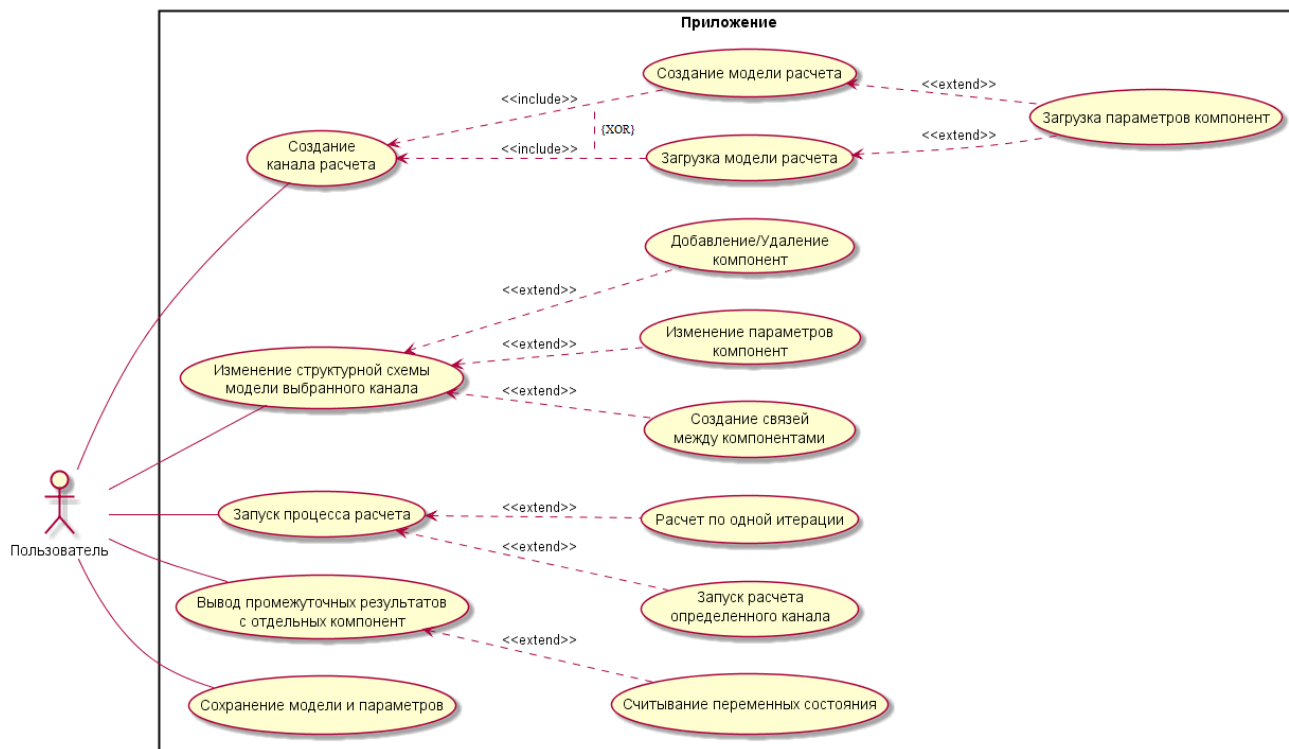 Приложение
Создание модели расчета
<<extend>>
<<include>>
Загрузка параметров компонент
{XOR}
<<extend>>
Создание
канала расчета
<<include>>
Загрузка модели расчета
Добавление/Удаление
компонент
<<extend>>
Изменение параметров
компонент
<<extend>>
Изменение структурной схемы
модели выбранного канала
<<extend>>
Создание связей
между компонентами
Запуск процесса расчета
<<extend>>
Расчет по одной итерации
Пользователь
<<extend>>
Запуск расчета
определенного канала
Вывод промежуточных результатов
с отдельных компонент
<<extend>>
Сохранение модели и параметров
Считывание переменных состояния